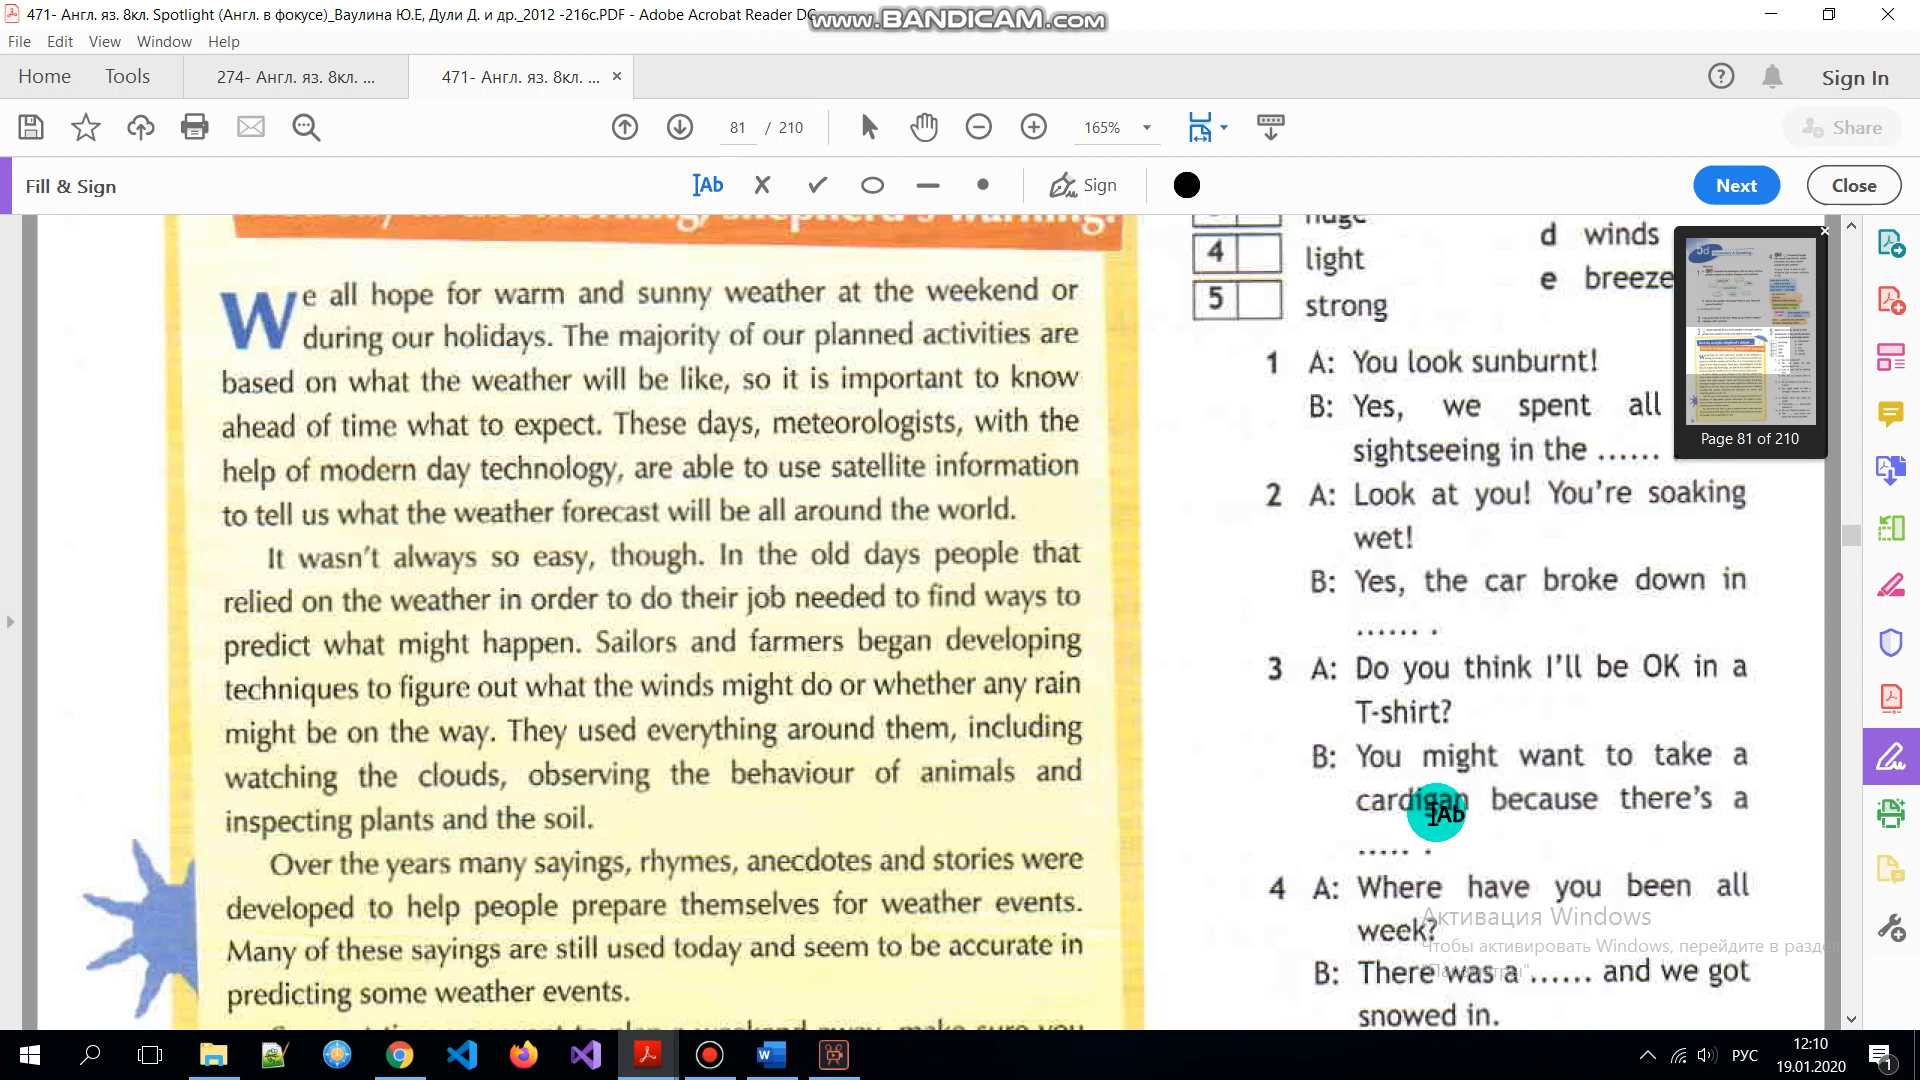 471- Англ. яз. 8кл. Spotlight (Англ. в фокусе)_Ваулина Ю.Е, Дули Д. и др._2012 -216с.PDF - Adobe Acrobat Reader DC
www.BANDICAM.com
File Edit View Window Help
Home Tools 274- Англ. яз. 8кл. ... 471- Англ. яз. 8кл. ... × Sign In
81 / 210 165% Share
Fill & Sign Ab Sign Next Close
shepherd's warning.
We all hope for warm and sunny weather at the weekend or
during our holidays. The majority of our planned activities are
based on what the weather will be like, so it is important to know
ahead of time what to expect. These days, meteorologists, with the
help of modern day technology, are able to use satellite information
to tell us what the weather forecast will be all around the world.
It wasn't always so easy, though. In the old days people that
relied on the weather in order to do their job needed to find ways to
predict what might happen. Sailors and farmers began developing
techniques to figure out what the winds might do or whether any rain
might be on the way. They used everything around them, including
watching the clouds, observing the behaviour of animals and
inspecting plants and the soil.
Over the years many sayings, rhymes, anecdotes and stories were
developed to help people prepare themselves for weather events.
Many of these sayings are still used today and seem to be accurate in
predicting some weather events.
huge
4 light
5 strong
d winds
e breeze
1 A: You look sunburnt!
B: Yes, we spent all
sightseeing in the ......
2 A: Look at you! You're soaking
wet!
B: Yes, the car broke down in
...... .
3 A: Do you think I'll be OK in a
T-shirt?
B: You might want to take a
cardigan because there's a
..... .
4 A: Where have you been all
week?
B: There was a ...... and we got
snowed in.
5d
Page 81 of 210
Ab
Активация Windows
Чтобы активировать Windows, перейдите в раздел
"Параметры".
РУС
12:10
19.01.2020
1